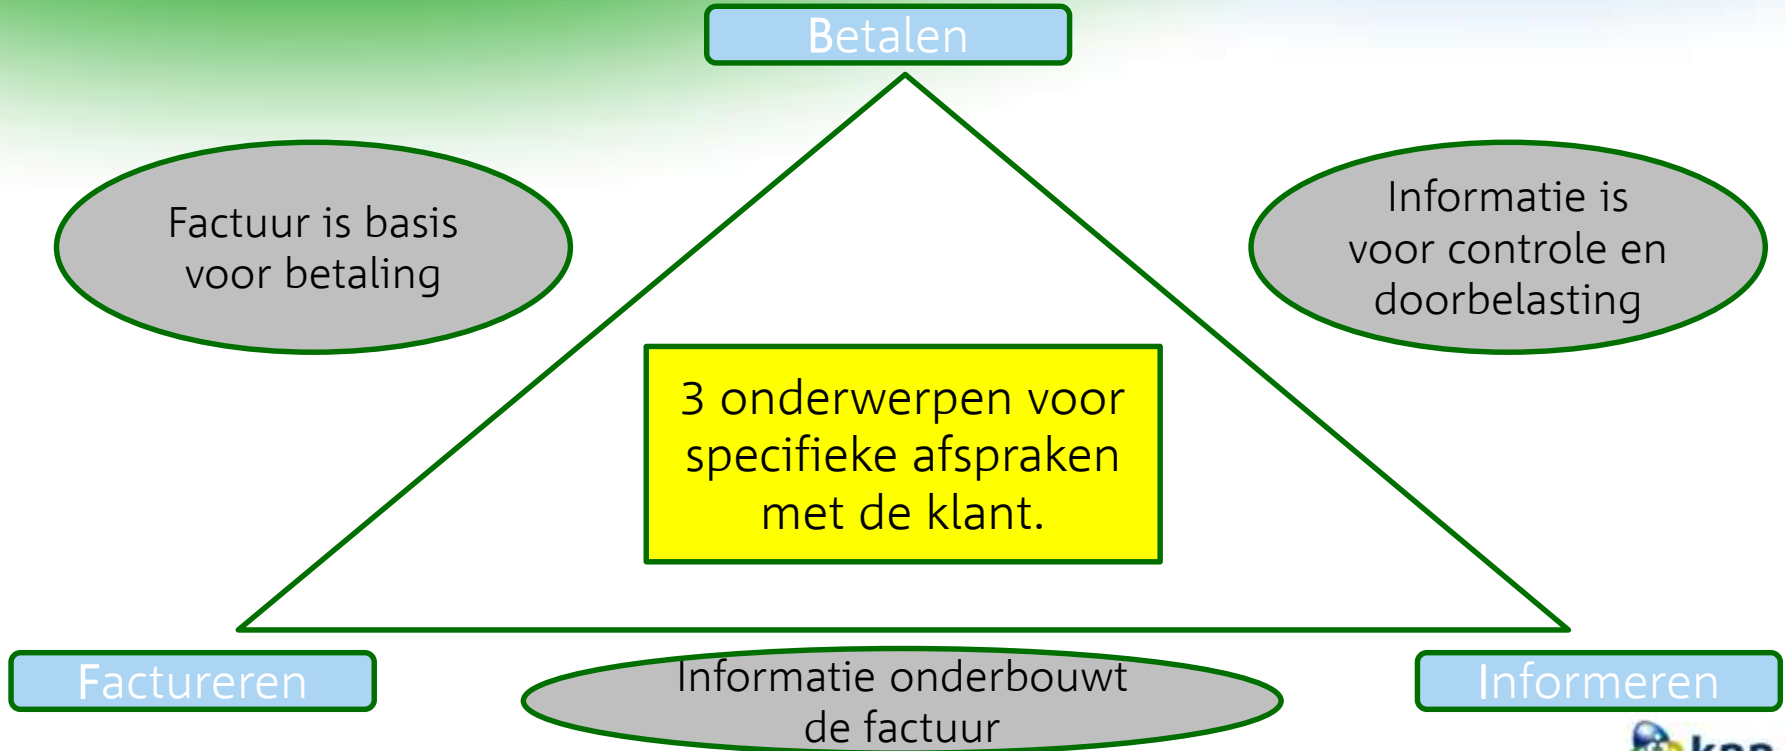 Betalen
Factuur is basis
voor betaling
Informatie is
voor controle en
doorbelasting
3 onderwerpen voor
specifieke afspraken
met de klant.
Factureren
Informatie onderbouwt
de factuur
Informeren